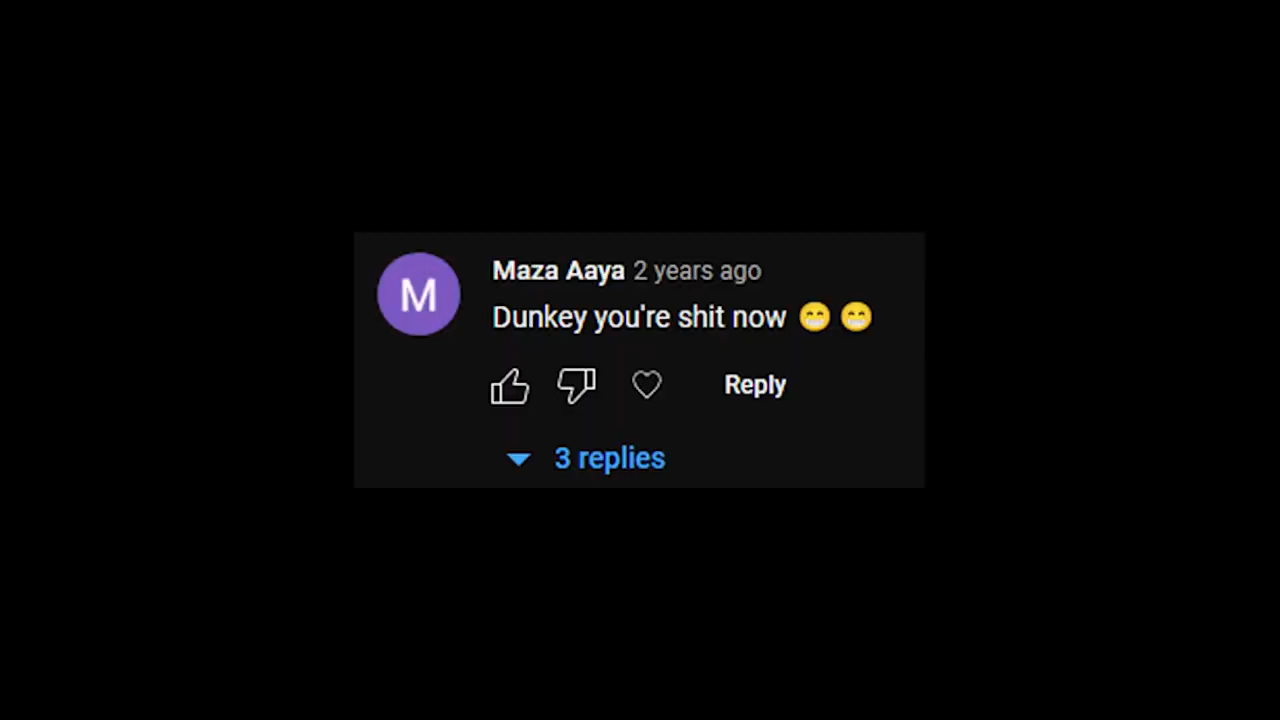 M
Maza Aaya 2 years ago
Dunkey you're shit now 😁 😁
Reply
3 replies